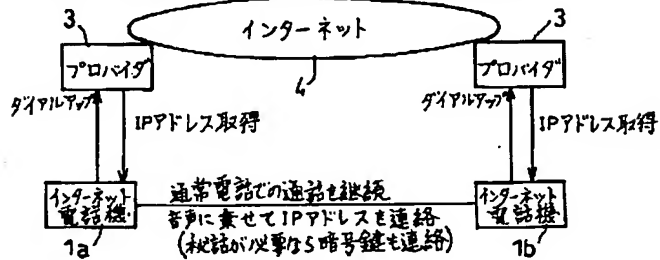 インターネット
3
3
プロバイダ
プロバイダ
4
ダイアルアップ
IPアドレス取得
ダイアルアップ
IPアドレス取得
インターネット
電話機
通常電話での通話を継続
音声に乗せてIPアドレスを連絡
(秘話が必要なら暗号鍵も連絡)
インターネット
電話機
1a
1b